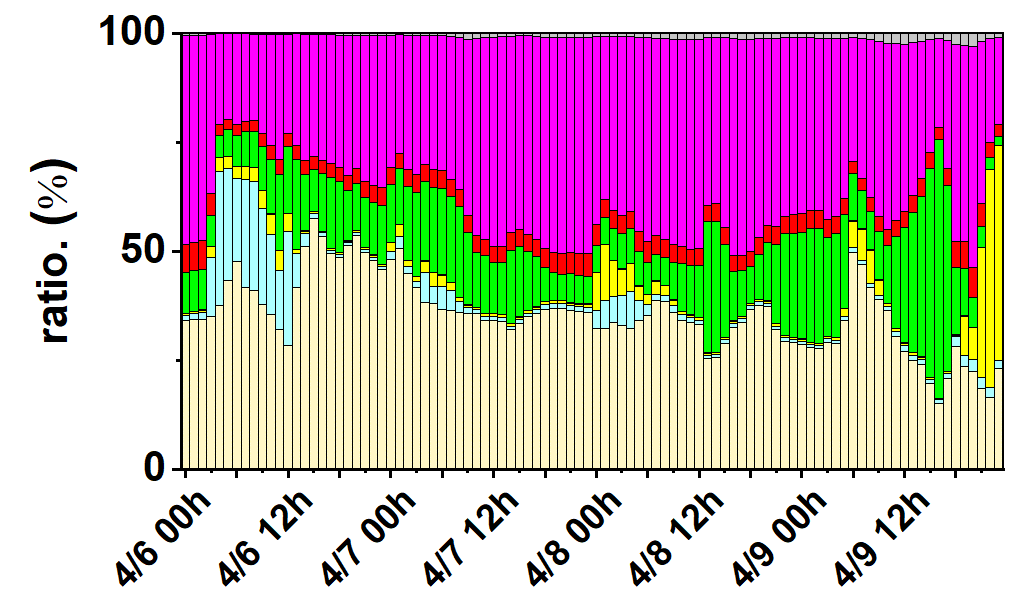 100
50
0
ratio. (%)
4/6 00h
4/6 12h
4/7 00h
4/7 12h
4/8 00h
4/8 12h
4/9 00h
4/9 12h